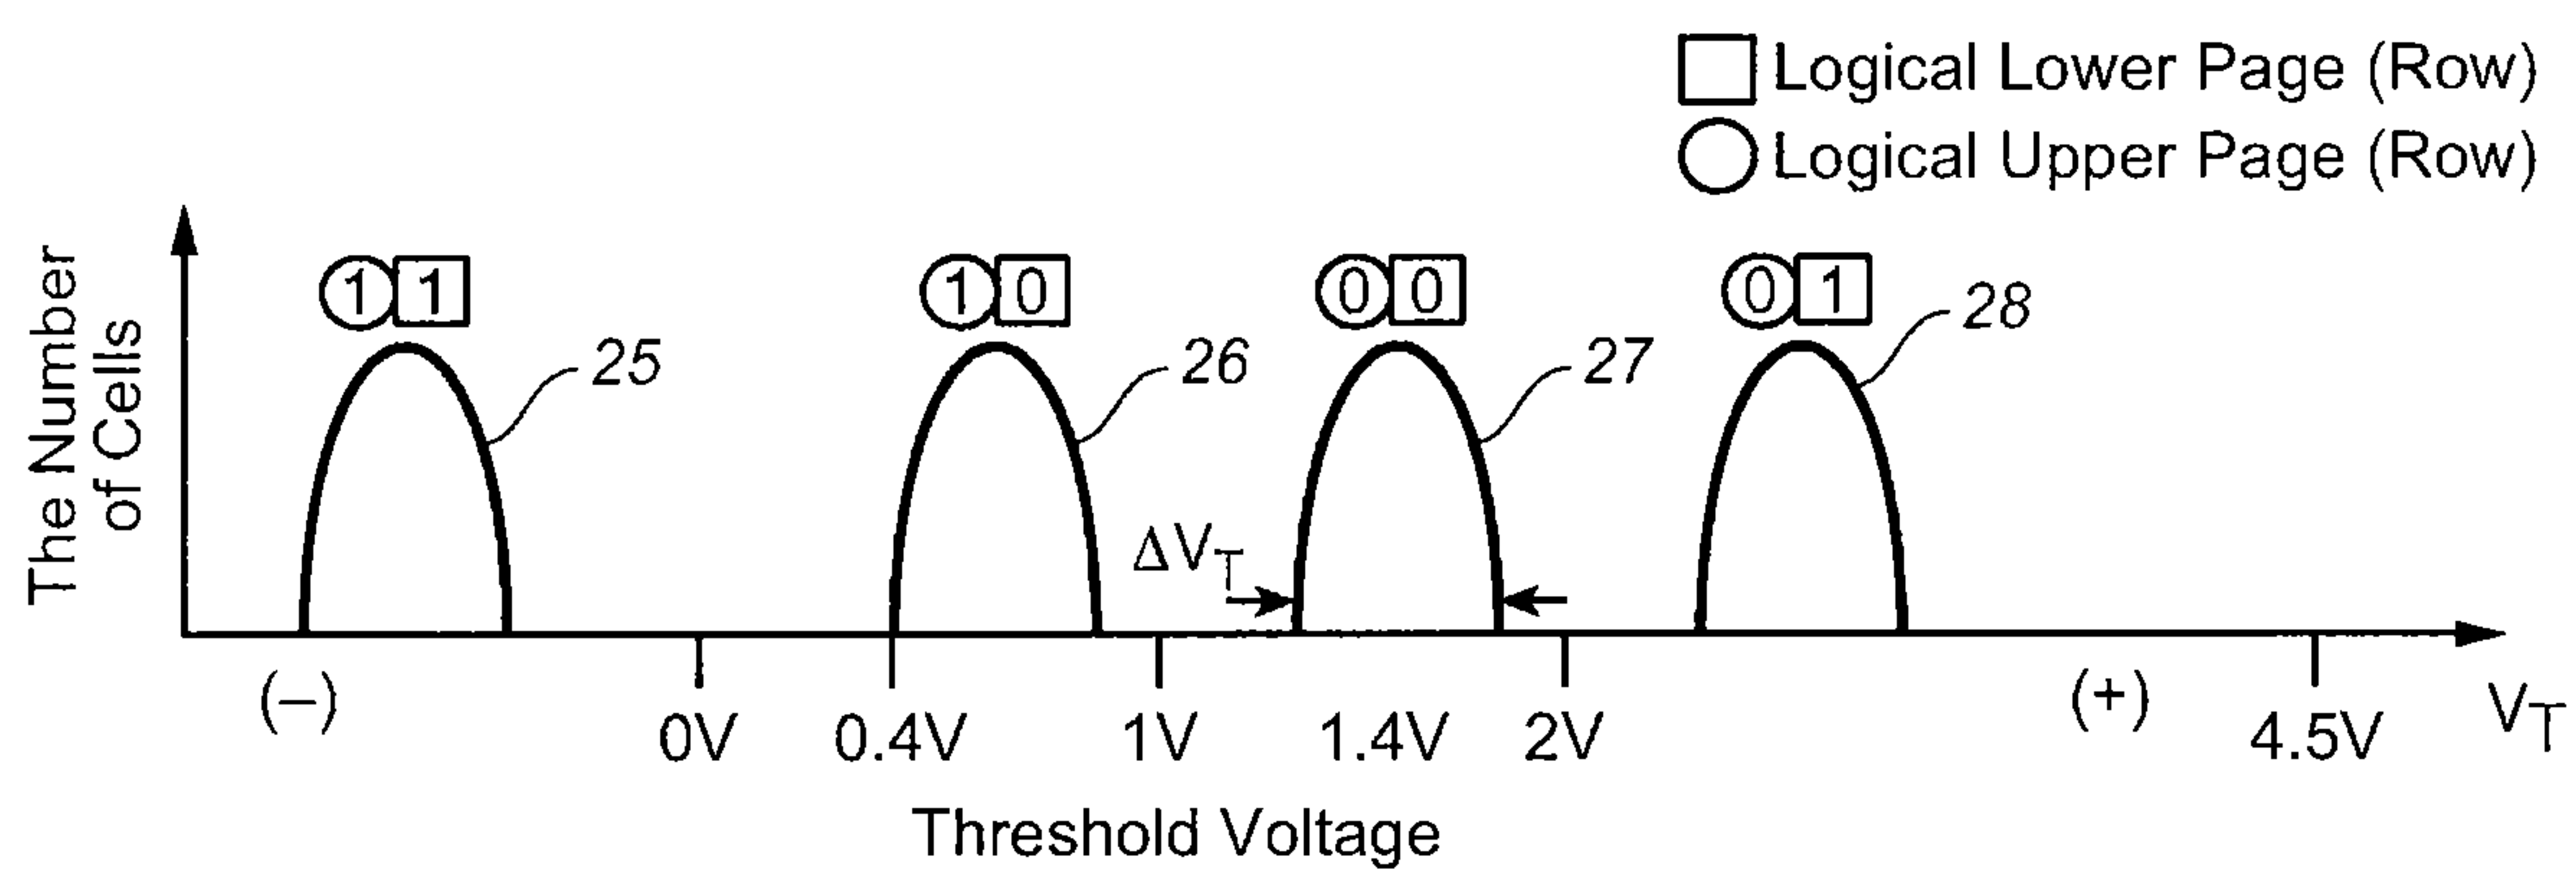 Logical Lower Page (Row)
Logical Upper Page (Row)
The Number
of Cells
1 1
1 0
0 0
0 1
25
26
27
28
ΔVT
(–)
(+)
0V
0.4V
1V
1.4V
2V
4.5V
VT
Threshold Voltage